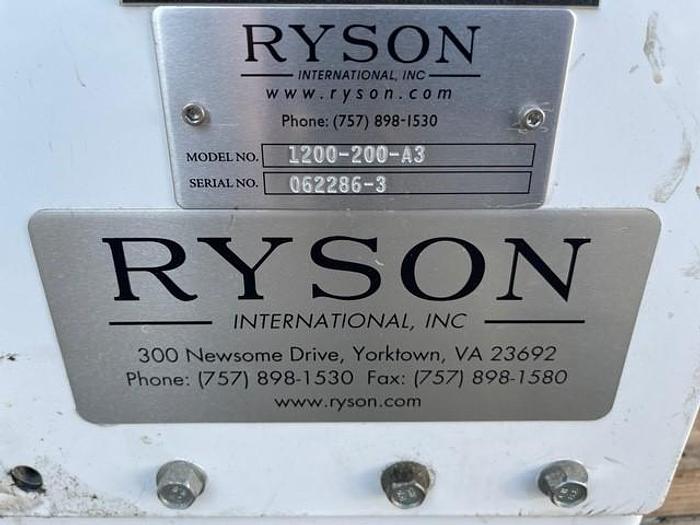 RYSON
INTERNATIONAL, INC
www.ryson.com
Phone: (757) 898-1530
MODEL NO. 1200-200-A3
SERIAL NO. 062286-3
RYSON
INTERNATIONAL, INC
300 Newsome Drive, Yorktown, VA 23692
Phone: (757) 898-1530 Fax: (757) 898-1580
www.ryson.com